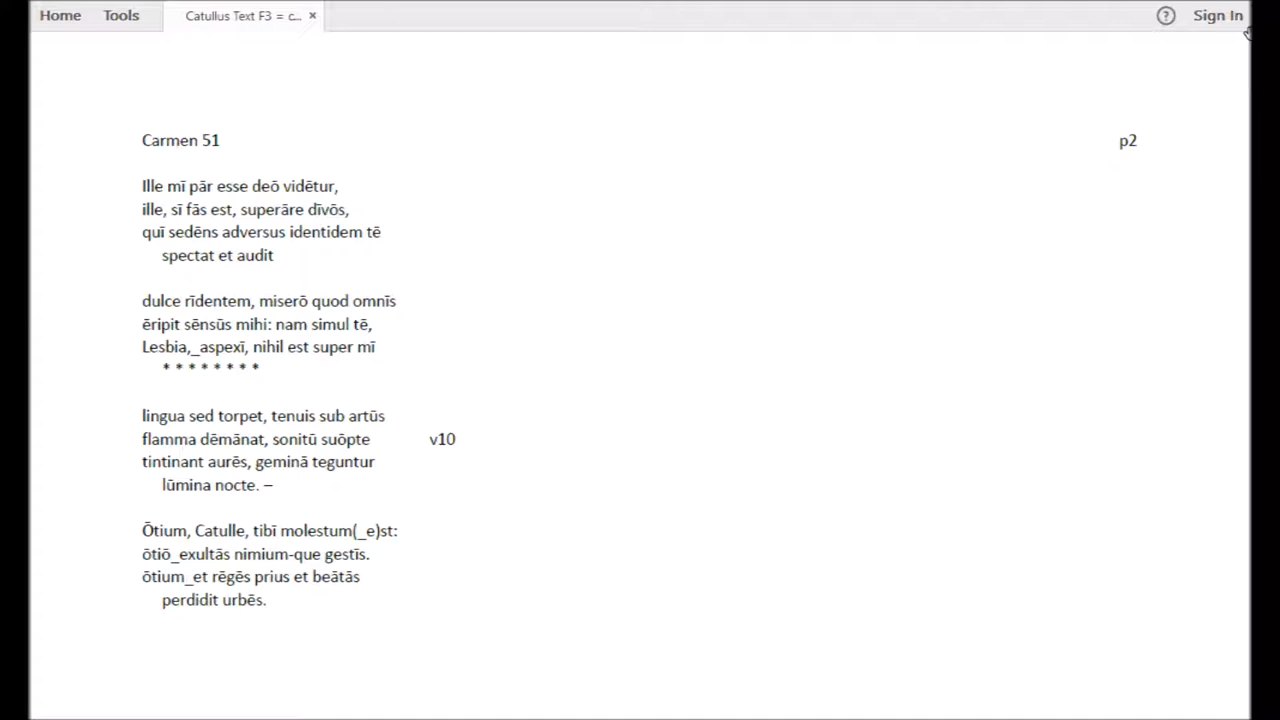 Home Tools Catullus Text F3 = c... × ? Sign In
Carmen 51 p2
Ille mī pār esse deō vidētur,
ille, sī fās est, superāre dīvōs,
quī sedēns adversus identidem tē
spectat et audit
dulce rīdentem, miserō quod omnīs
ēripit sēnsūs mihi: nam simul tē,
Lesbia,_aspexī, nihil est super mī
* * * * * * * *
lingua sed torpet, tenuis sub artūs
flamma dēmānat, sonitū suōpte v10
tintinant aurēs, geminā teguntur
lūmina nocte. –
Ōtium, Catulle, tibī molestum(_e)st:
ōtiō_exultās nimium-que gestīs.
ōtium_et rēgēs prius et beātās
perdidit urbēs.